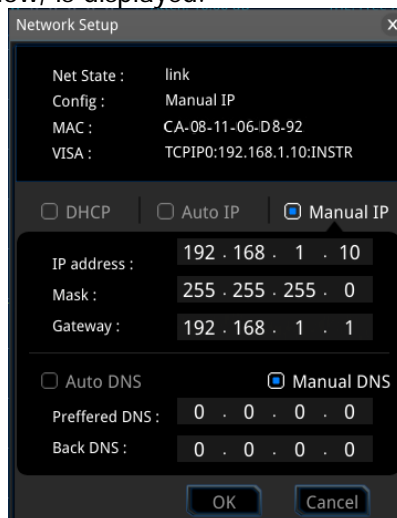 ow, is displayed.
Network Setup X
Net State : link
Config : Manual IP
MAC : CA-08-11-06-D8-92
VISA : TCPIP0:192.168.1.10:INSTR
DHCP Auto IP Manual IP
IP address : 192 . 168 . 1 . 10
Mask : 255 . 255 . 255 . 0
Gateway : 192 . 168 . 1 . 1
Auto DNS Manual DNS
Preffered DNS : 0 . 0 . 0 . 0
Back DNS : 0 . 0 . 0 . 0
OK Cancel